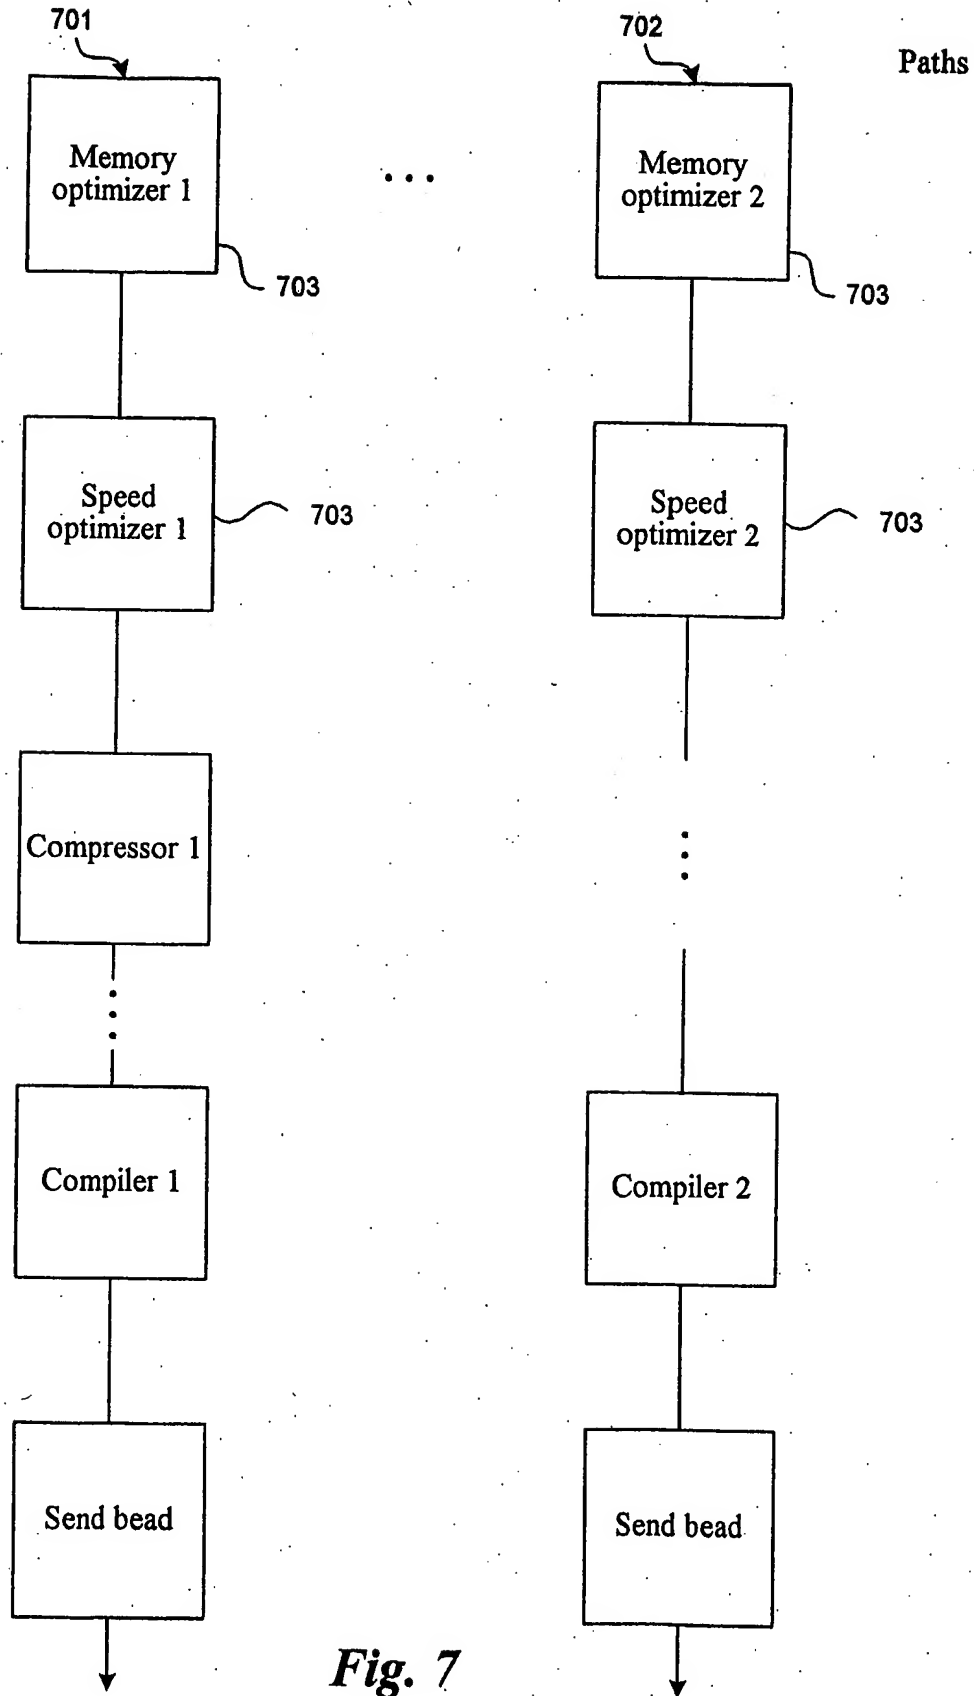 701
702
Paths
Memory
optimizer 1
...
Memory
optimizer 2
703
703
Speed
optimizer 1
703
Speed
optimizer 2
703
Compressor 1
Compiler 1
Compiler 2
Send bead
Send bead
Fig. 7